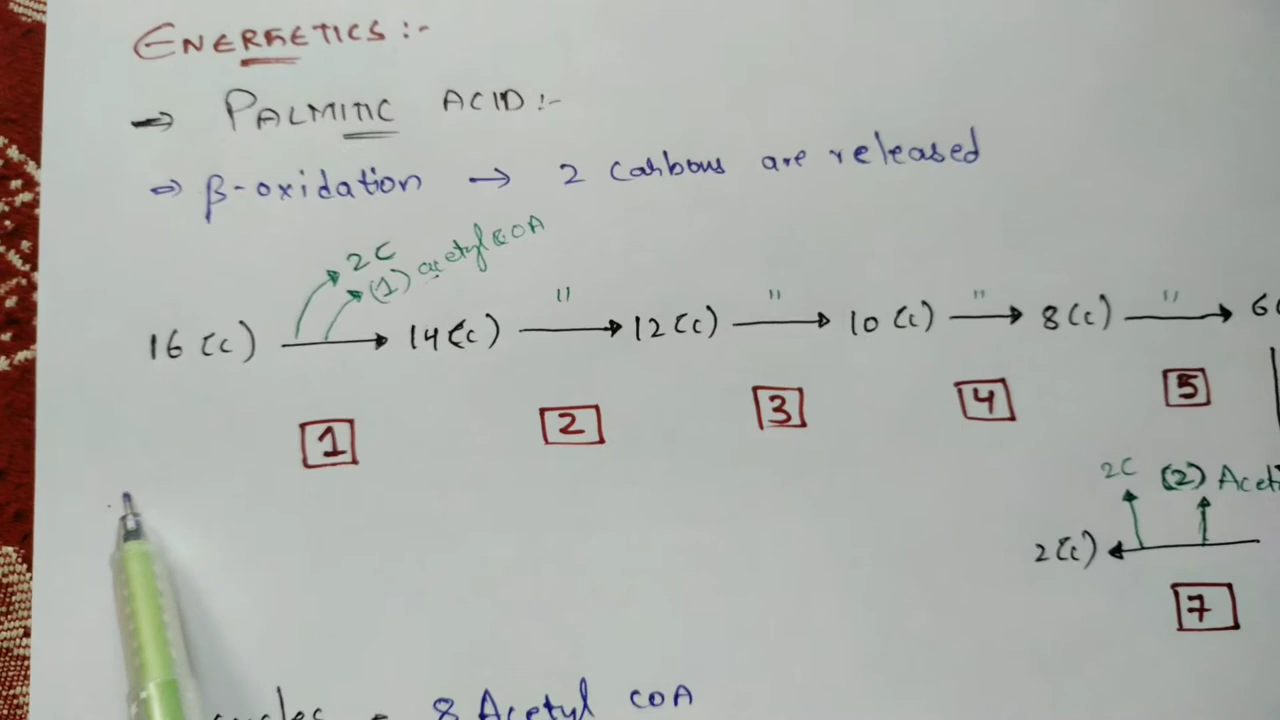 ENERGETICS :-
→ PALMITIC ACID :-
⇒ β-oxidation → 2 carbons are released
2C
(1) acetyl COA
16 (C) → 14 (C) " → 12 (C) " → 10 (C) " → 8 (C) " → 6
1 2 3 4 5
2C (2) Acet
2 (C) ←
7
= 8 Acetyl COA